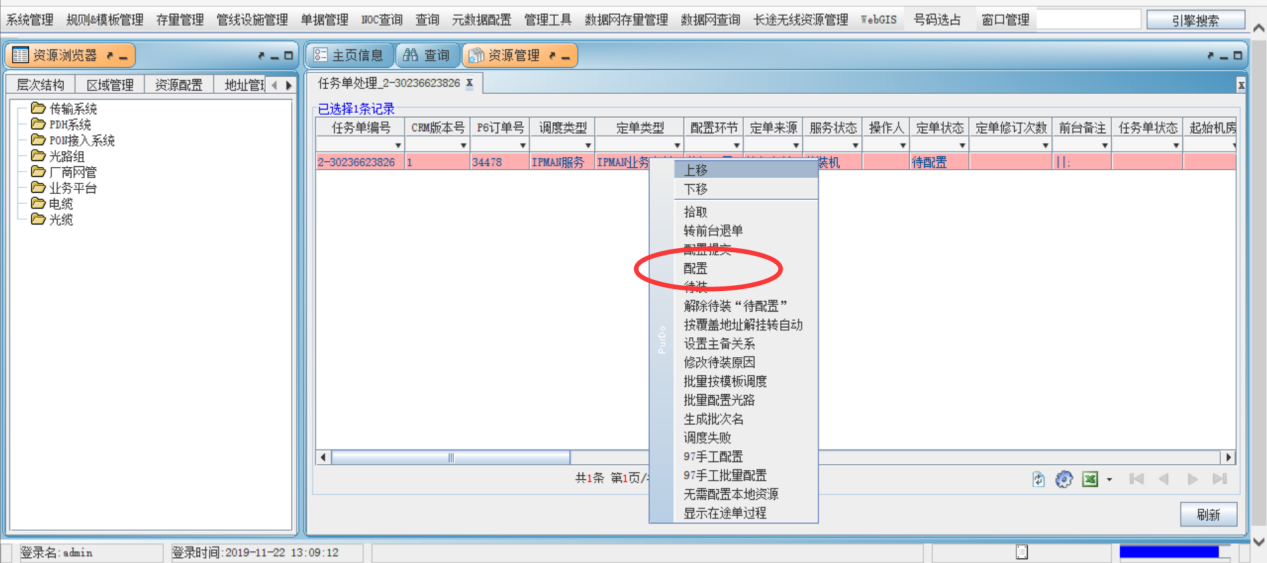 系统管理 规则&模板管理 存量管理 管线设施管理 单据管理 NOC查询 查询 元数据配置 管理工具 数据网存量管理 数据网查询 长途无线资源管理 WebGIS 号码选占 窗口管理 引擎搜索
资源浏览器 主页信息 查询 资源管理
层次结构 区域管理 资源配置 地址管理
任务单处理_2-30236623826 X
已选择1条记录
任务单编号 CRM版本号 P6订单号 调度类型 定单类型 配置环节 定单来源 服务状态 操作人 定单状态 定单修订次数 前台备注 任务单状态 起始机房
2-30236623826 1 34478 IPMAN服务 IPMAN业务 装机 待配置 ||:
传输系统
PDH系统
PON接入系统
光路组
厂商网管
业务平台
电缆
光缆
上移
下移
拾取
转前台退单
配置提交
配置
待装
解除待装“待配置”
按覆盖地址解挂转自动
设置主备关系
修改待装原因
批量按模板调度
批量配置光路
生成批次名
调度失败
97手工配置
97手工批量配置
无需配置本地资源
显示在途单过程
PurDo
共1条 第1页/
刷新
登录名:admin 登录时间:2019-11-22 13:09:12